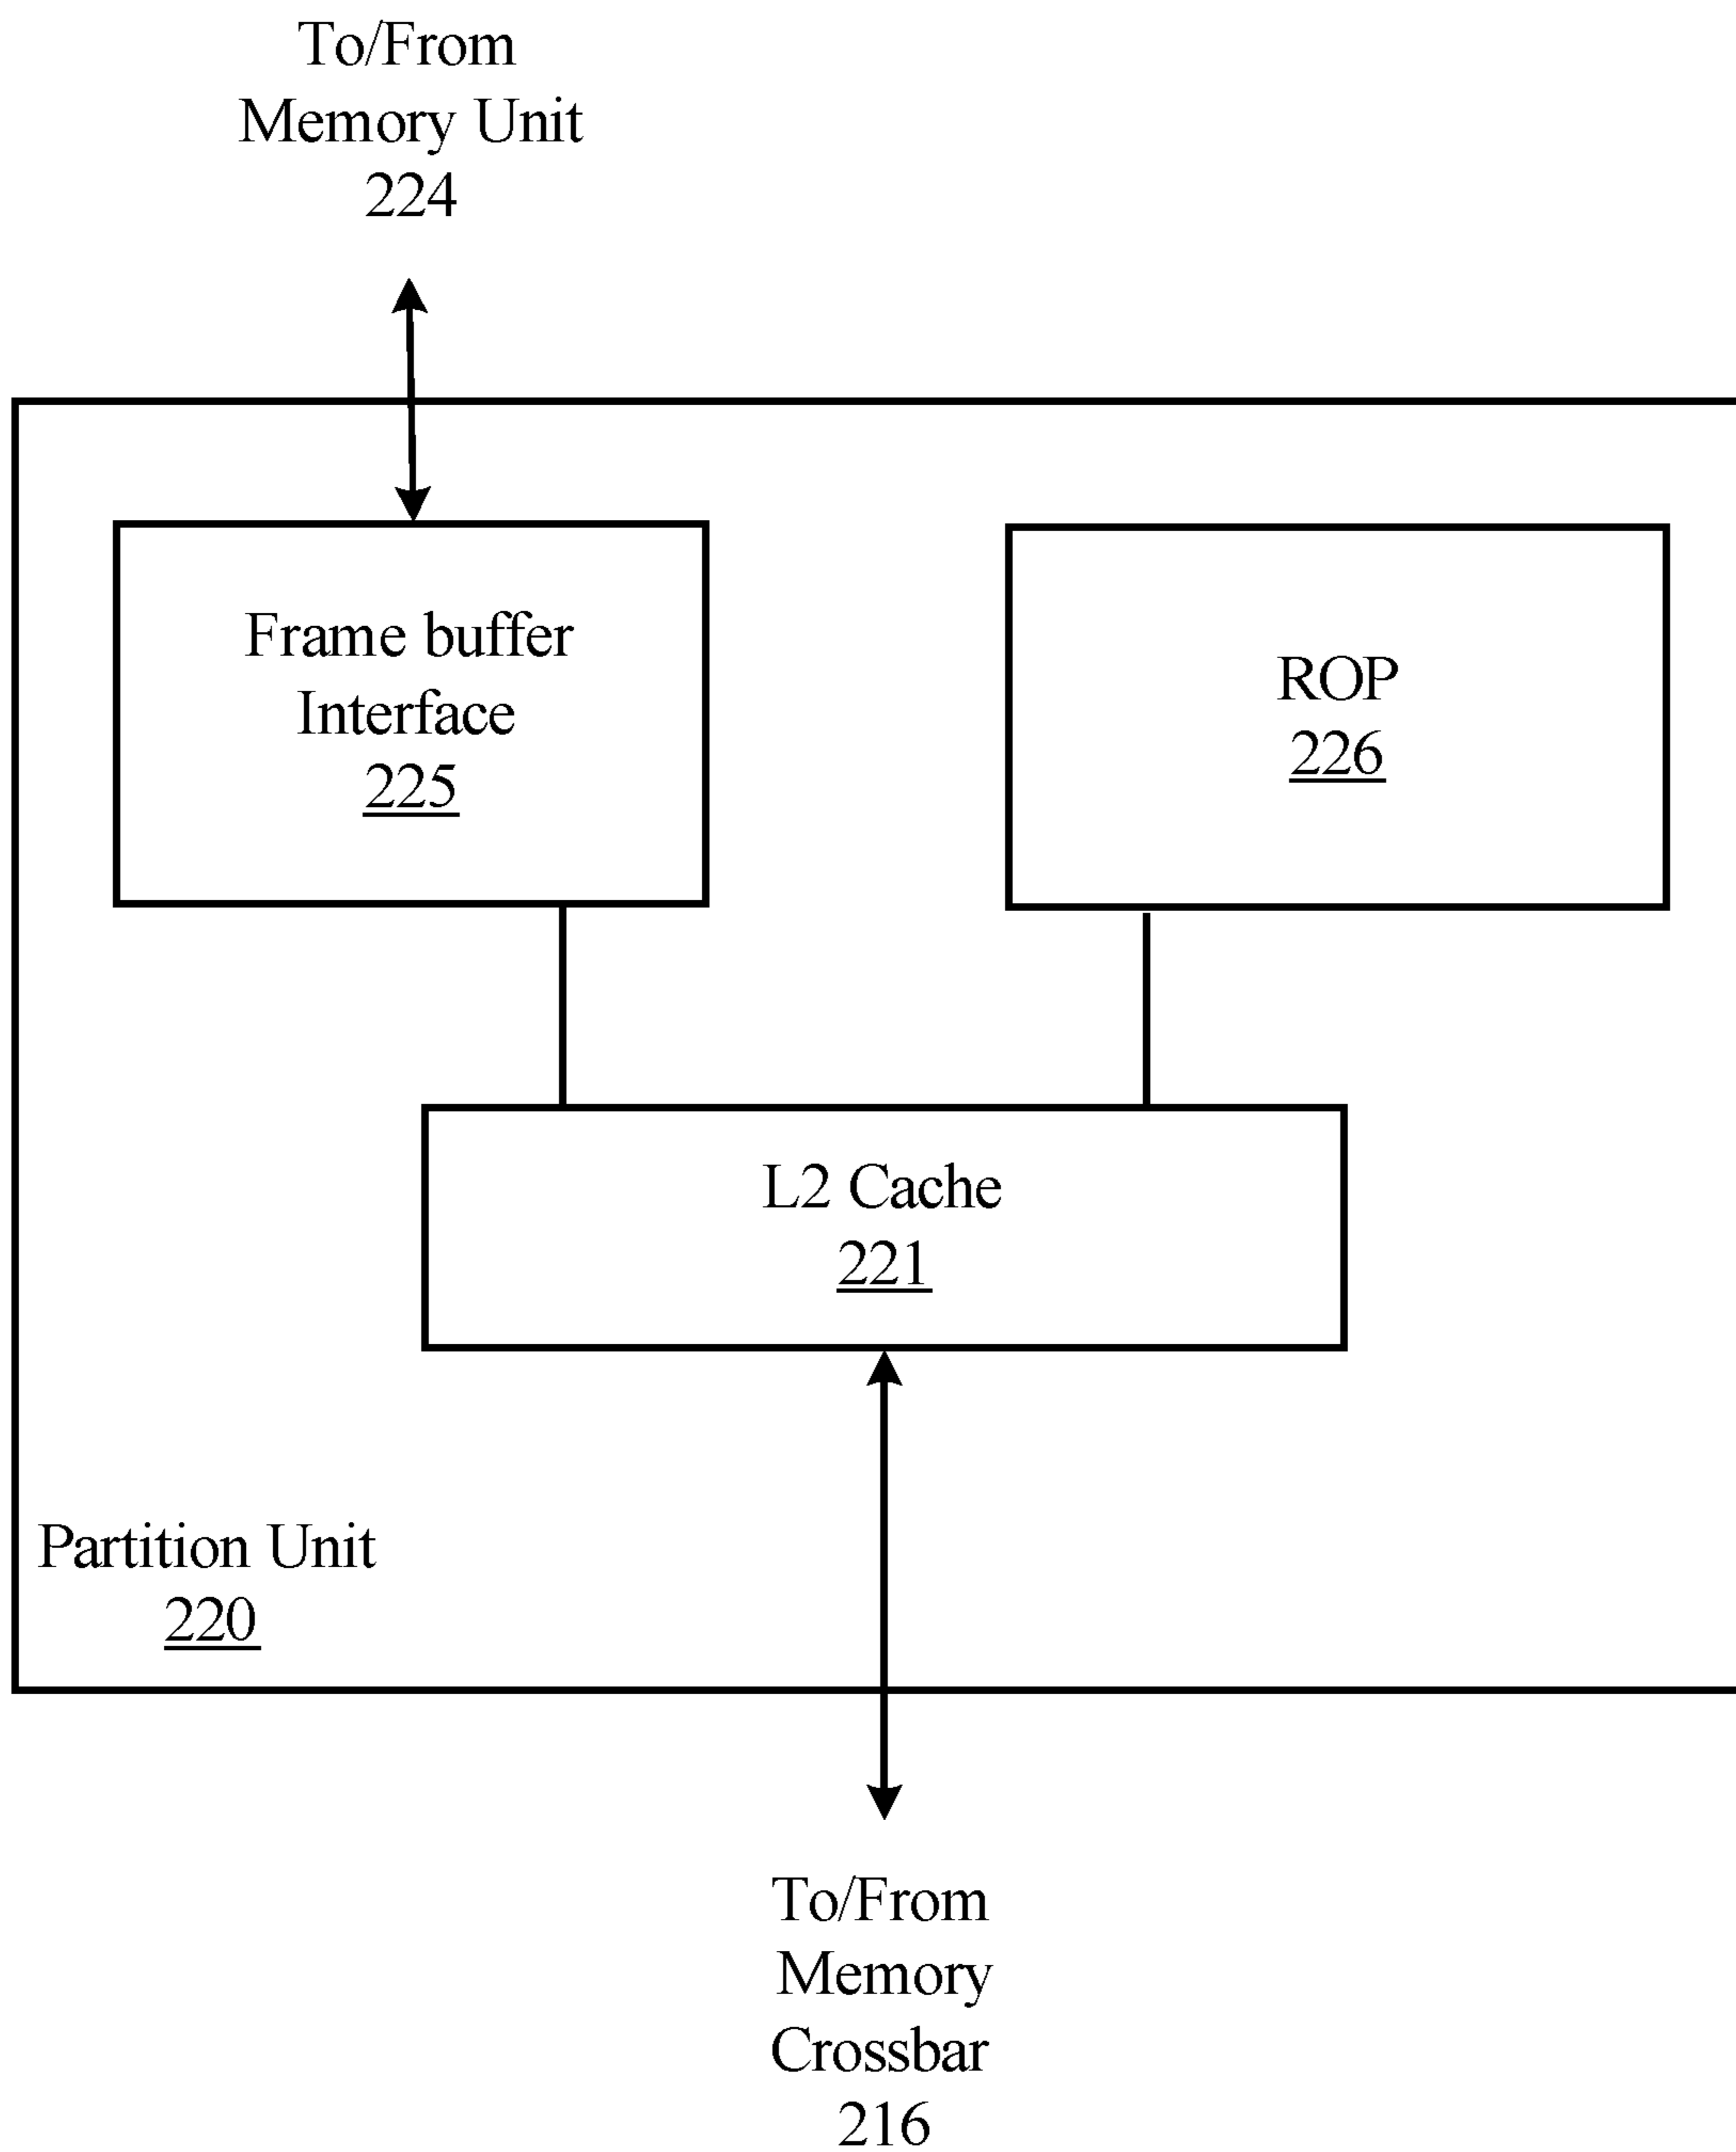 To/From
Memory Unit
224
Frame buffer
Interface
225
ROP
226
L2 Cache
221
Partition Unit
220
To/From
Memory
Crossbar
216